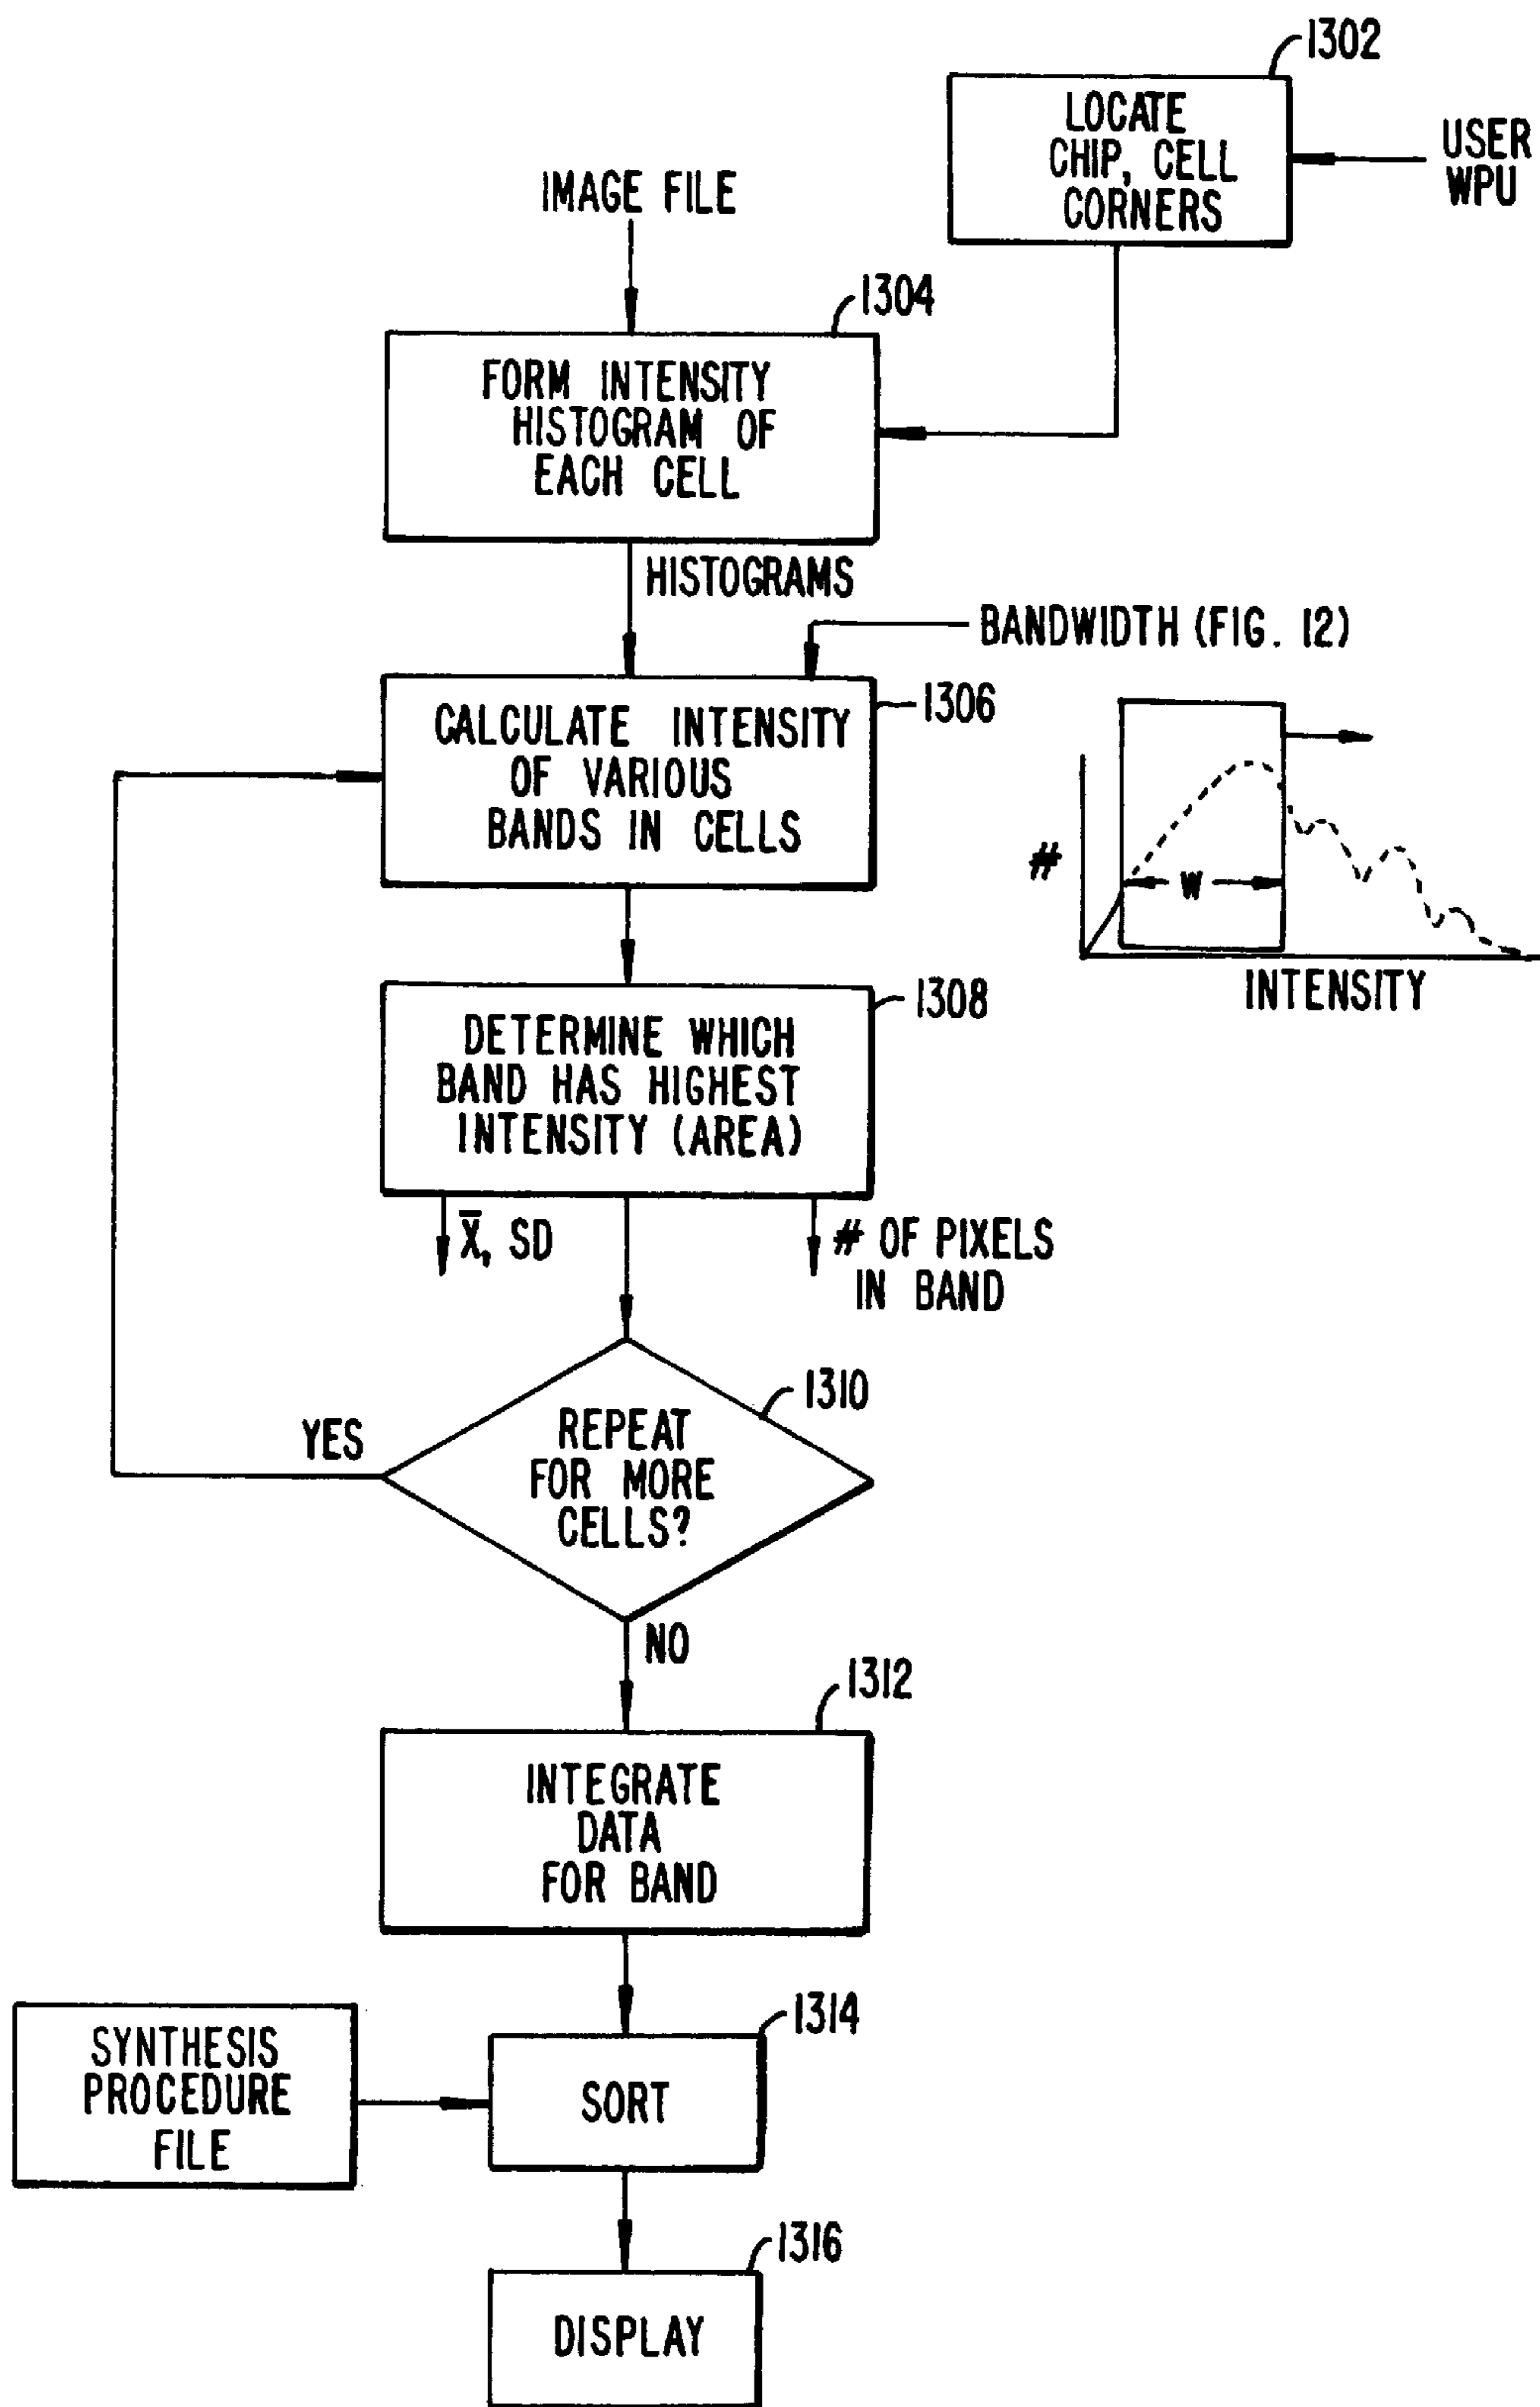 1302
LOCATE
CHIP, CELL
CORNERS
USER
WPU
IMAGE FILE
1304
FORM INTENSITY
HISTOGRAM OF
EACH CELL
HISTOGRAMS
BANDWIDTH (FIG. 12)
1306
CALCULATE INTENSITY
OF VARIOUS
BANDS IN CELLS
#
W
INTENSITY
1308
DETERMINE WHICH
BAND HAS HIGHEST
INTENSITY (AREA)
X̅, SD
# OF PIXELS
IN BAND
1310
REPEAT
FOR MORE
CELLS?
YES
NO
1312
INTEGRATE
DATA
FOR BAND
1314
SYNTHESIS
PROCEDURE
FILE
SORT
1316
DISPLAY